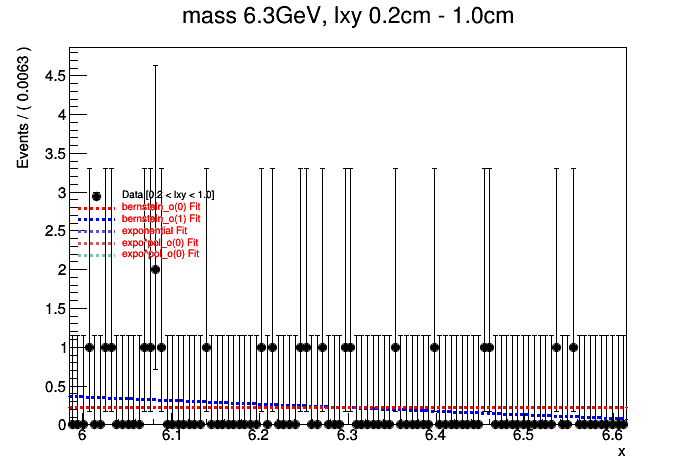 mass 6.3GeV, lxy 0.2cm - 1.0cm
Events / ( 0.0063 )
4.5
4
3.5
3
2.5
2
1.5
1
0.5
0
Data [0.2 < lxy < 1.0]
bernstein_o(0) Fit
bernstein_o(1) Fit
exponential Fit
expo*pol_o(0) Fit
expo*pol_o(0) Fit
6 6.1 6.2 6.3 6.4 6.5 6.6
x